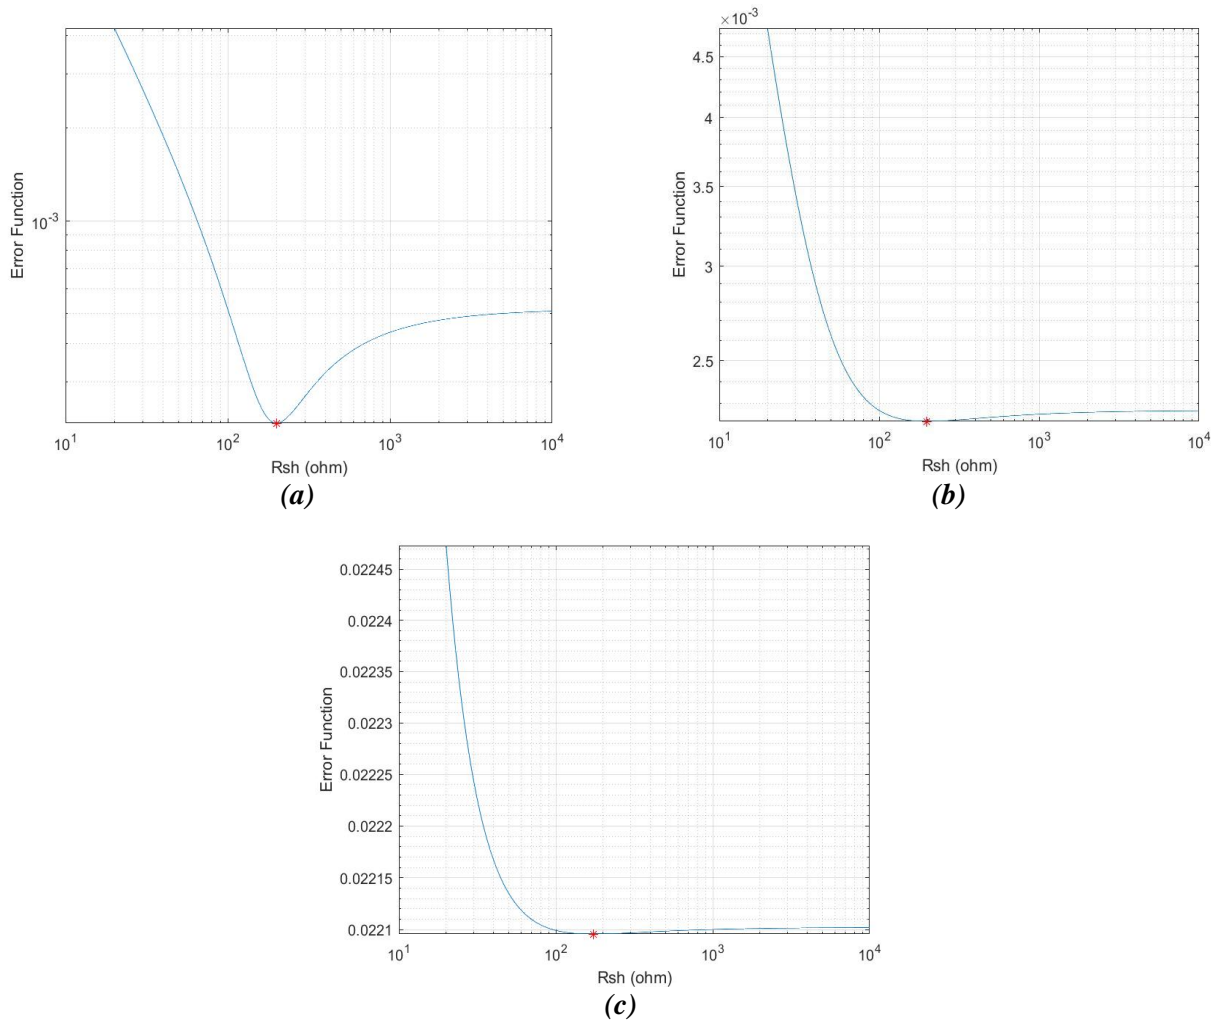 Error Function
10^-3
10^1 10^2 10^3 10^4
Rsh (ohm)
(a)
×10^-3
Error Function
4.5
4
3.5
3
2.5
10^1 10^2 10^3 10^4
Rsh (ohm)
(b)
Error Function
0.02245
0.0224
0.02235
0.0223
0.02225
0.0222
0.02215
0.0221
10^1 10^2 10^3 10^4
Rsh (ohm)
(c)